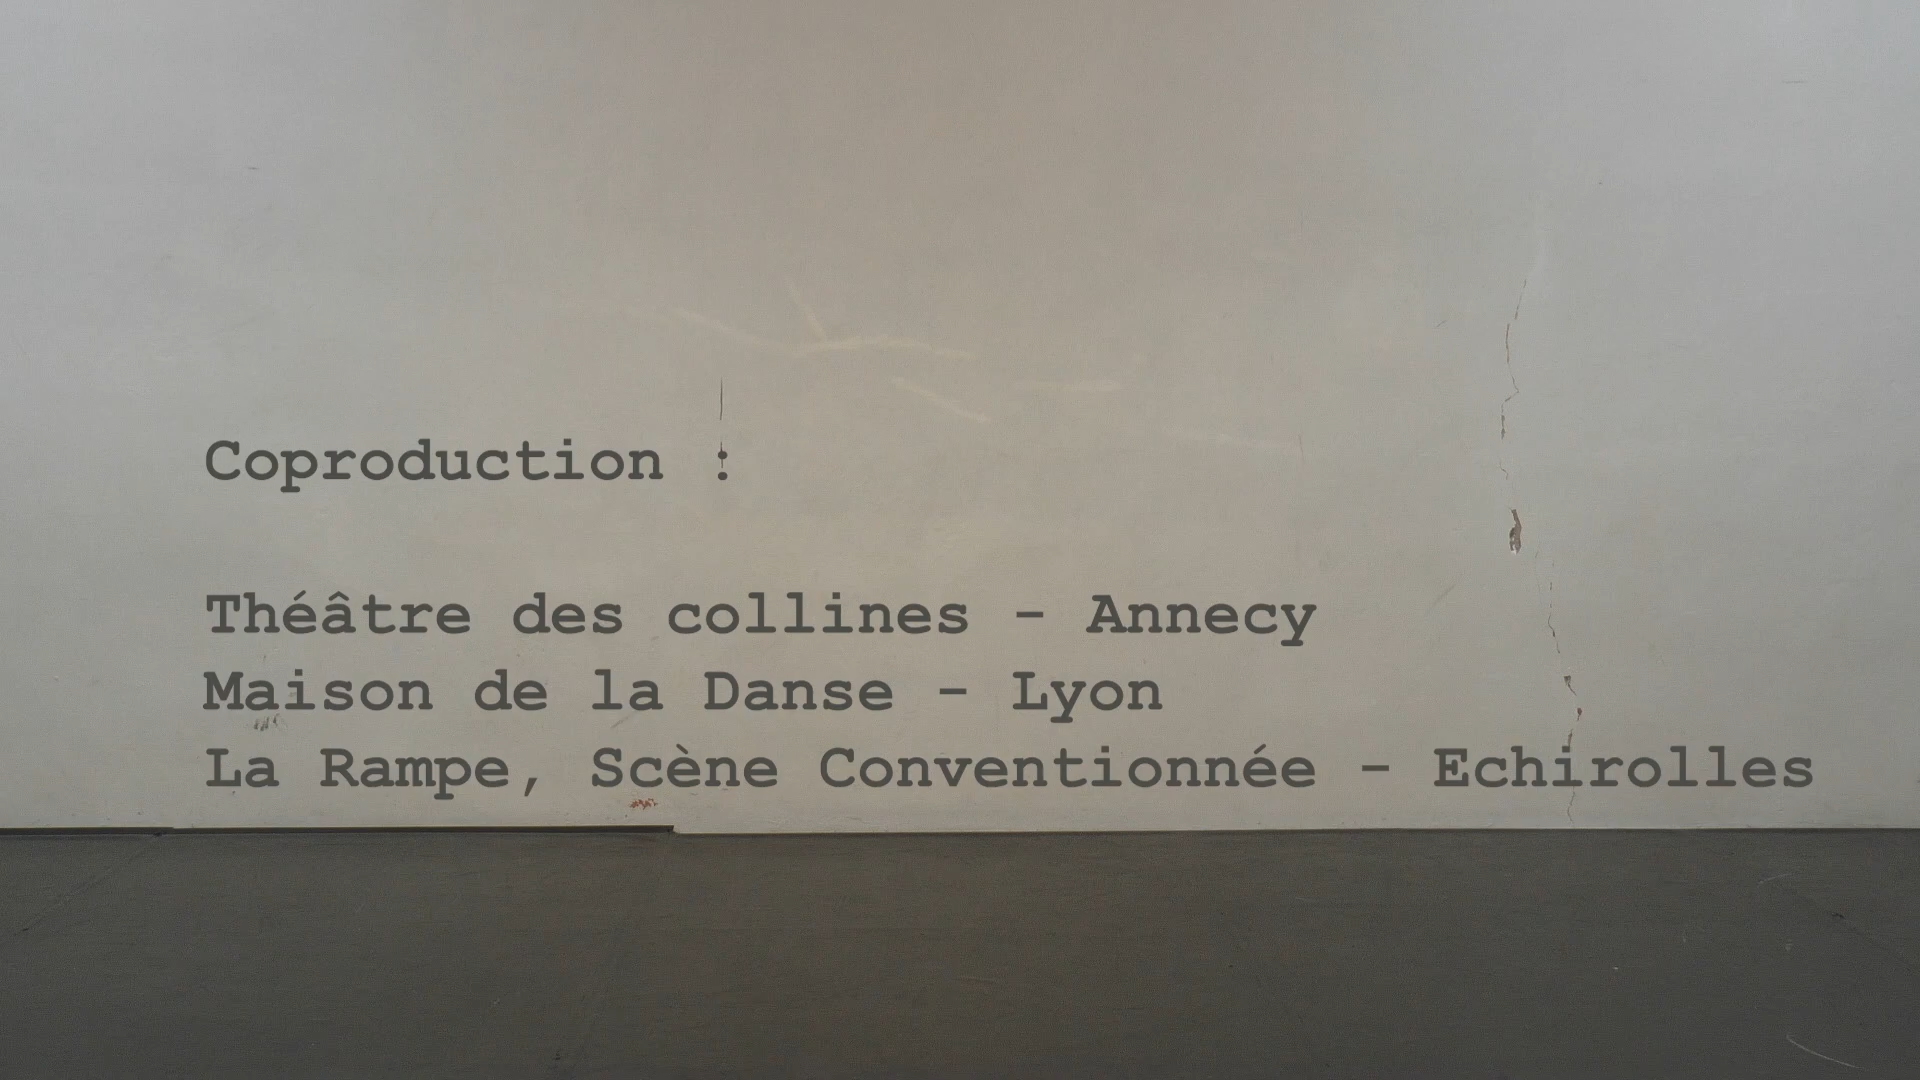 Coproduction :
Théâtre des collines - Annecy
Maison de la Danse - Lyon
La Rampe, Scène Conventionnée - Echirolles